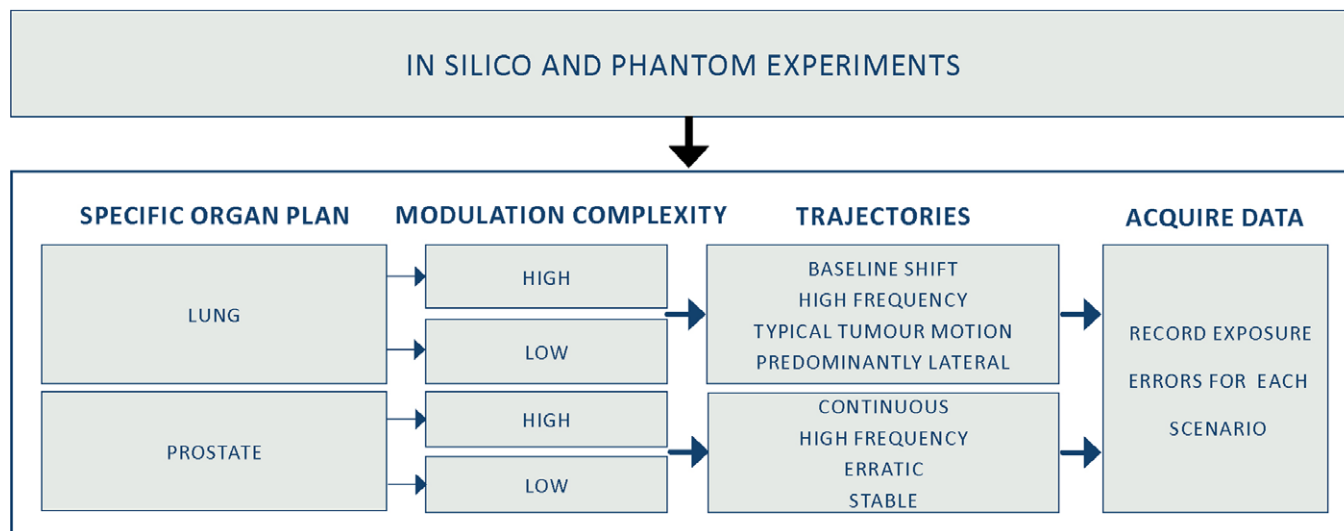 IN SILICO AND PHANTOM EXPERIMENTS
SPECIFIC ORGAN PLAN
MODULATION COMPLEXITY
TRAJECTORIES
ACQUIRE DATA
LUNG
HIGH
LOW
BASELINE SHIFT
HIGH FREQUENCY
TYPICAL TUMOUR MOTION
PREDOMINANTLY LATERAL
PROSTATE
HIGH
LOW
CONTINUOUS
HIGH FREQUENCY
ERRATIC
STABLE
RECORD EXPOSURE
ERRORS FOR EACH
SCENARIO